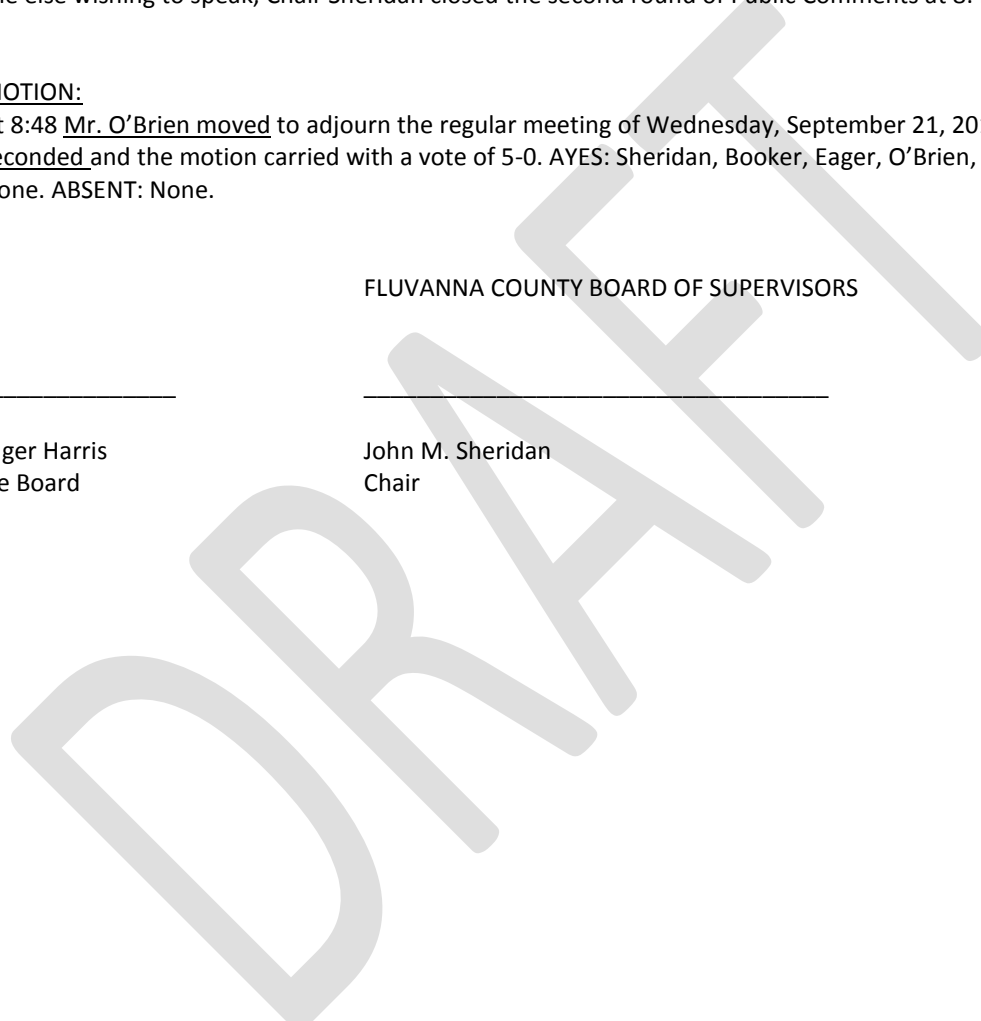 else wishing to speak, Chair Sheridan closed the second round of Public Comments at 8:
MOTION:
t 8:48 Mr. O'Brien moved to adjourn the regular meeting of Wednesday, September 21, 20
econded and the motion carried with a vote of 5-0. AYES: Sheridan, Booker, Eager, O'Brien,
one. ABSENT: None.
FLUVANNA COUNTY BOARD OF SUPERVISORS
ger Harris
John M. Sheridan
e Board
Chair
DRAFT